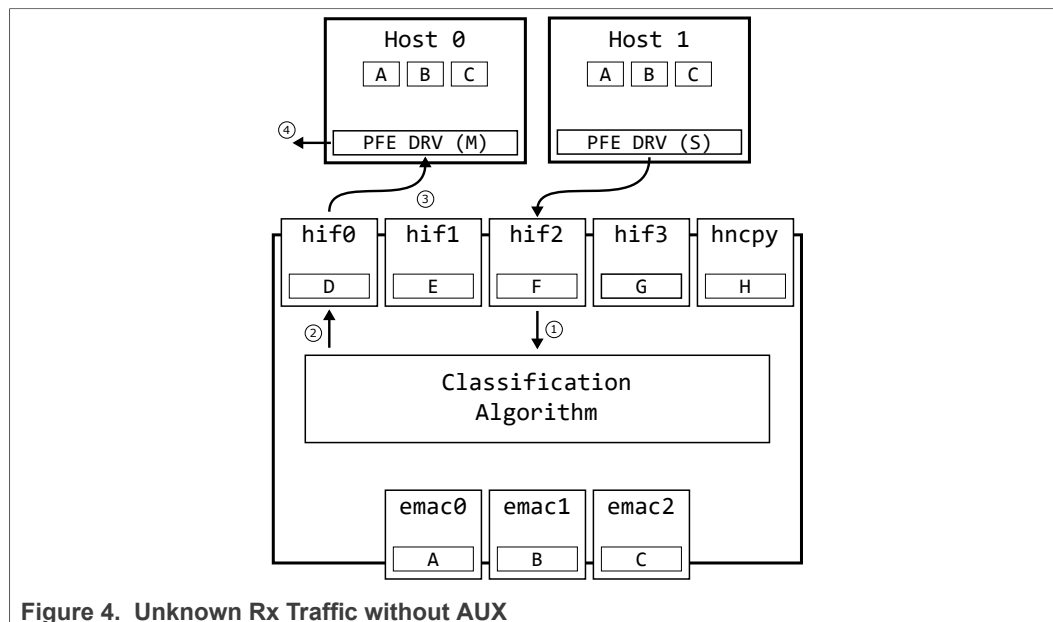 Host 0
A B C
PFE DRV (M)
Host 1
A B C
PFE DRV (S)
④
③
hif0 hif1 hif2 hif3 hncpy
D E F G H
② ①
Classification
Algorithm
emac0 emac1 emac2
A B C
Figure 4. Unknown Rx Traffic without AUX